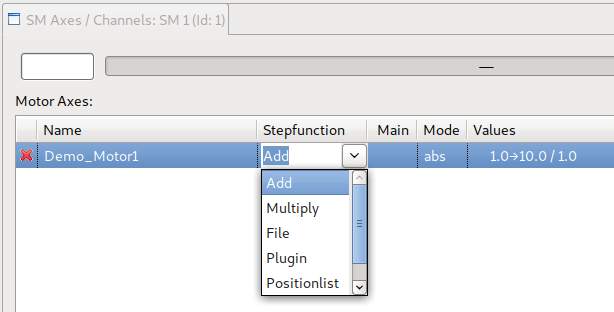 SM Axes / Channels: SM 1 (Id: 1)
—
Motor Axes:
Name Stepfunction Main Mode Values
Demo_Motor1 Add abs 1.0→10.0 / 1.0
Add
Multiply
File
Plugin
Positionlist